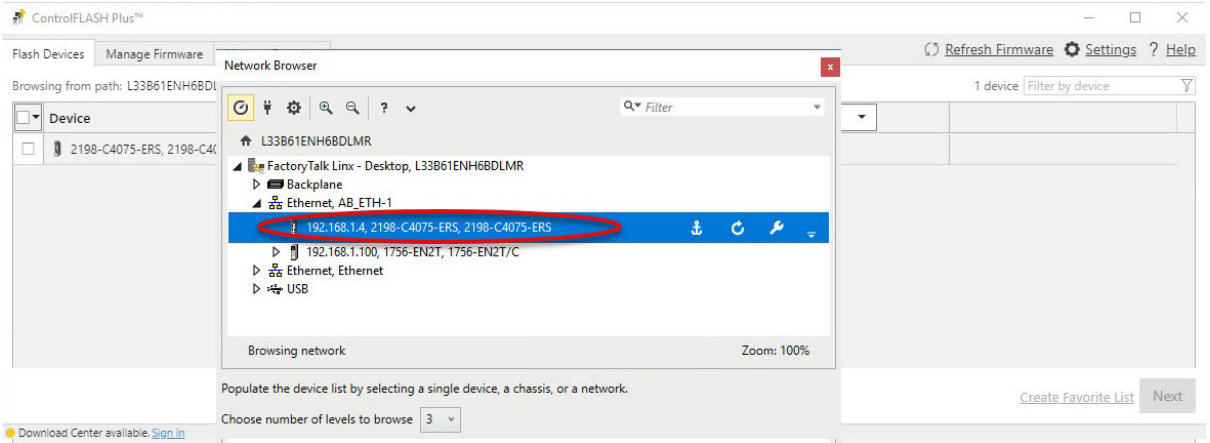 ControlFLASH Plus™
Flash Devices
Manage Firmware
Refresh Firmware
Settings
? Help
Browsing from path: L33B61ENH6BDL
1 device
Filter by device
Device
2198-C4075-ERS, 2198-C4
Network Browser
x
?
Filter
L33B61ENH6BDLMR
FactoryTalk Linx - Desktop, L33B61ENH6BDLMR
Backplane
Ethernet, AB_ETH-1
192.168.1.4, 2198-C4075-ERS, 2198-C4075-ERS
192.168.1.100, 1756-EN2T, 1756-EN2T/C
Ethernet, Ethernet
USB
Browsing network
Zoom: 100%
Populate the device list by selecting a single device, a chassis, or a network.
Choose number of levels to browse 3
Create Favorite List
Next
Download Center available. Sign in